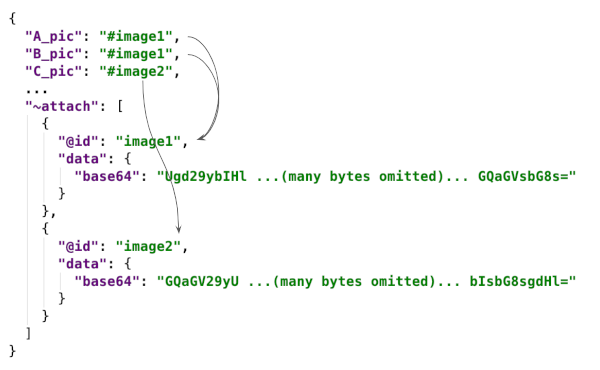 {
"A_pic": "#image1",
"B_pic": "#image1",
"C_pic": "#image2",
...
"~attach": [
{
"@id": "image1",
"data": {
"base64": "Ugd29ybIHl ...(many bytes omitted)... GQaGVsbG8s="
}
},
{
"@id": "image2",
"data": {
"base64": "GQaGV29yU ...(many bytes omitted)... bIsbG8sgdHl="
}
}
]
}